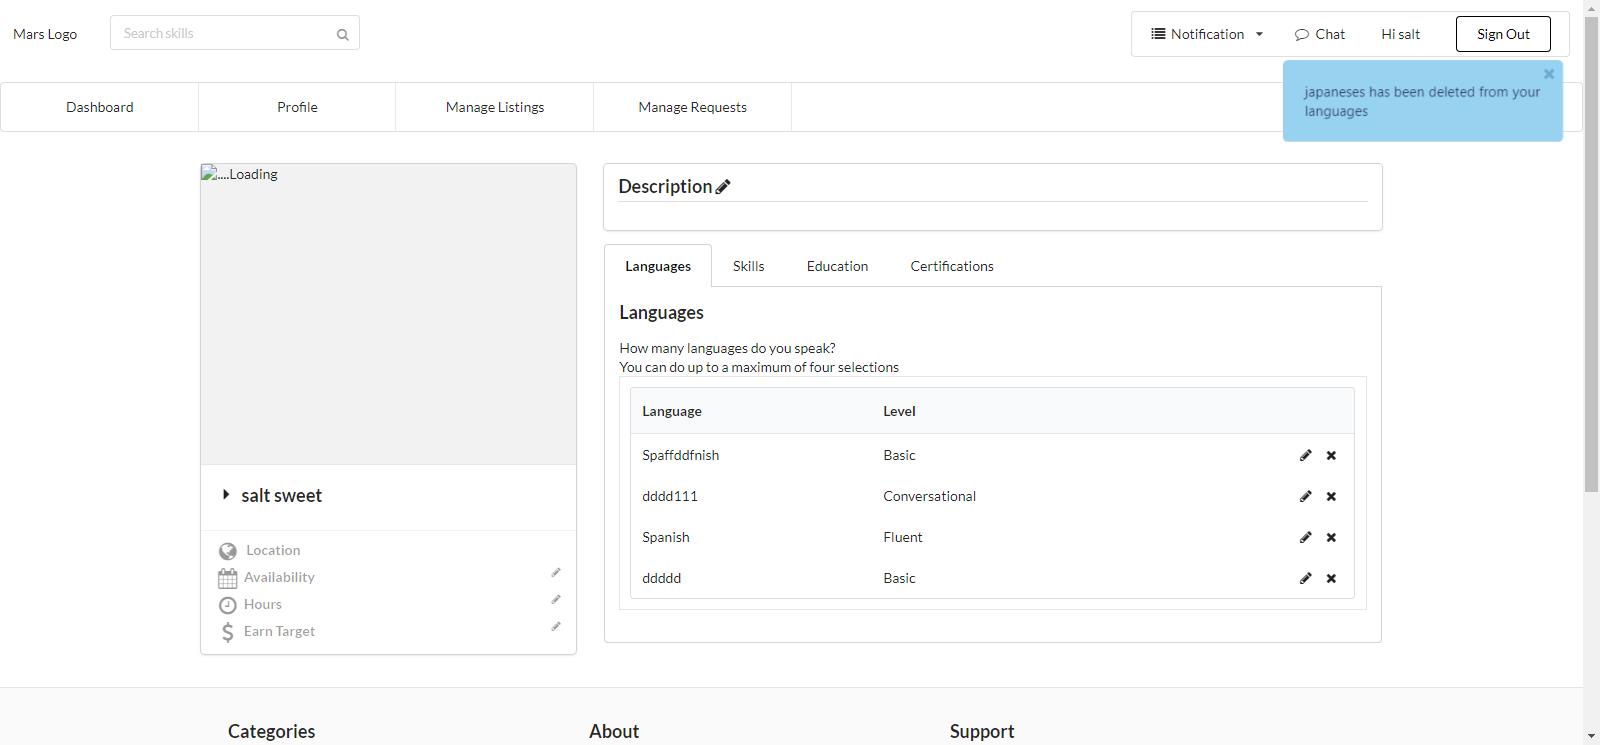 Mars Logo
Search skills
Notification
Chat
Hi salt
Sign Out
japaneses has been deleted from your
languages
Dashboard
Profile
Manage Listings
Manage Requests
....Loading
salt sweet
Location
Availability
Hours
Earn Target
Description
Languages
Skills
Education
Certifications
Languages
How many languages do you speak?
You can do up to a maximum of four selections
Language Level
Spaffddfnish Basic
dddd111 Conversational
Spanish Fluent
ddddd Basic
Categories
About
Support